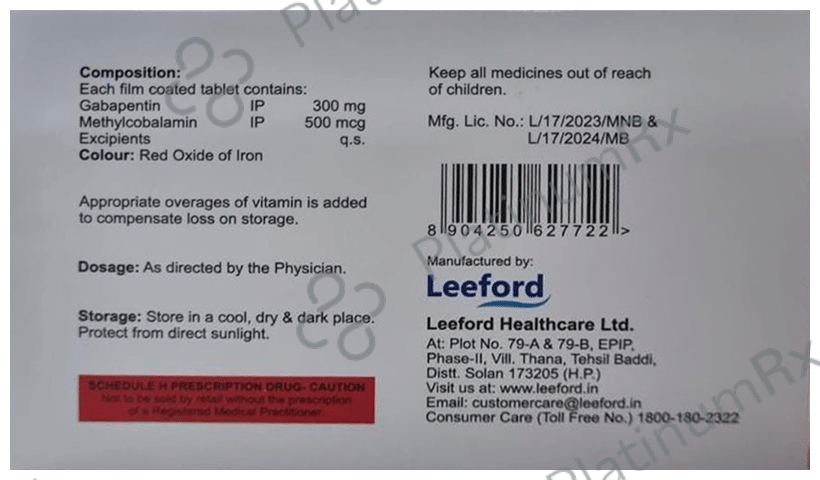 Composition:
Each film coated tablet contains:
Gabapentin IP 300 mg
Methylcobalamin IP 500 mcg
Excipients q.s.
Colour: Red Oxide of Iron
Appropriate overages of vitamin is added
to compensate loss on storage.
Dosage: As directed by the Physician.
Storage: Store in a cool, dry & dark place.
Protect from direct sunlight.
SCHEDULE H PRESCRIPTION DRUG- CAUTION
Not to be sold by retail without the prescription
of a Registered Medical Practitioner.
Keep all medicines out of reach
of children.
Mfg. Lic. No.: L/17/2023/MNB &
L/17/2024/MB
8 904250 627722 >
Manufactured by:
Leeford
Leeford Healthcare Ltd.
At: Plot No. 79-A & 79-B, EPIP,
Phase-II, Vill. Thana, Tehsil Baddi,
Distt. Solan 173205 (H.P.)
Visit us at: www.leeford.in
Email: customercare@leeford.in
Consumer Care (Toll Free No.) 1800-180-2322
PlatinumRx
PlatinumRx